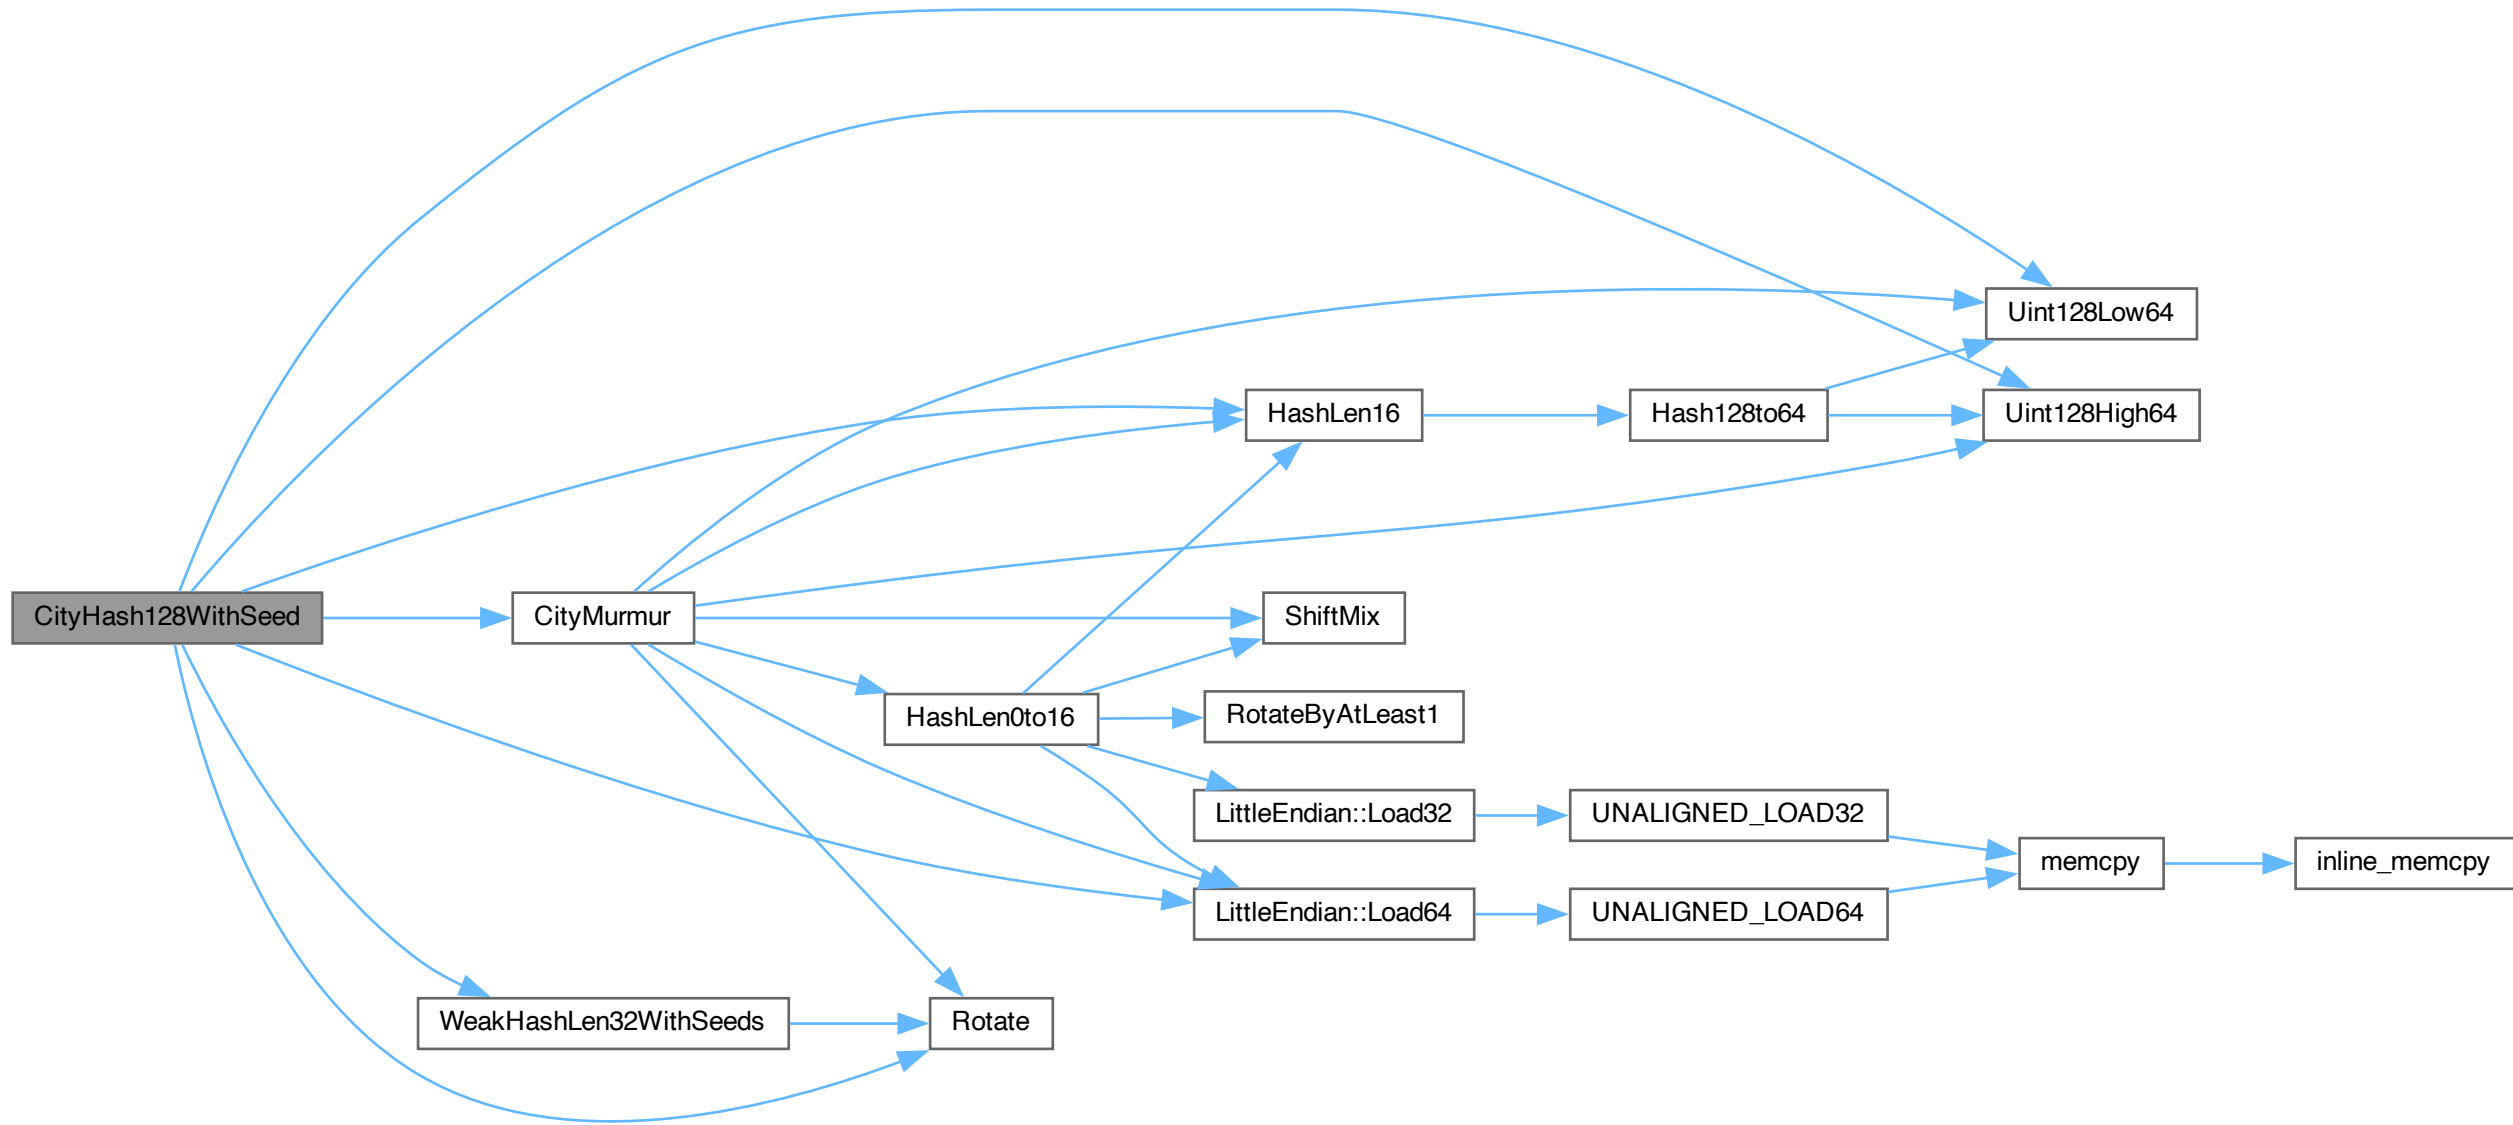 Uint128Low64
HashLen16
Hash128to64
Uint128High64
CityHash128WithSeed
CityMurmur
ShiftMix
HashLen0to16
RotateByAtLeast1
LittleEndian::Load32
UNALIGNED_LOAD32
memcpy
inline_memcpy
LittleEndian::Load64
UNALIGNED_LOAD64
WeakHashLen32WithSeeds
Rotate